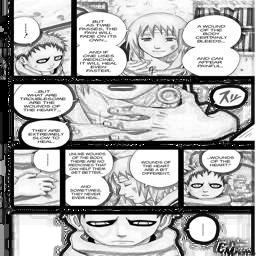 A WOUND
OF
THE BODY
CERTAINLY
BLEEDS...
AND CAN
APPEAR
PAINFUL.
BUT
AS TIME
PASSES, THE
PAIN WILL
FADE ON ITS
OWN...
AND IF
ONE USES
MEDICINE,
IT WILL HEAL
EVEN
FASTER.
...BUT
WHAT ARE
TROUBLESOME
ARE THE
WOUNDS OF
THE HEART...
THEY ARE
EXTREMELY
SLOW TO
HEAL.
スッ
...WOUNDS
OF THE
HEART?
WOUNDS OF THE
HEART ARE
A BIT
DIFFERENT.
UNLIKE WOUNDS
OF THE BODY,
THERE ARE NO
MEDICINES THAT
CAN HELP THEM
GET BETTER...
AND
SOMETIMES,
THEY NEVER
EVER HEAL.